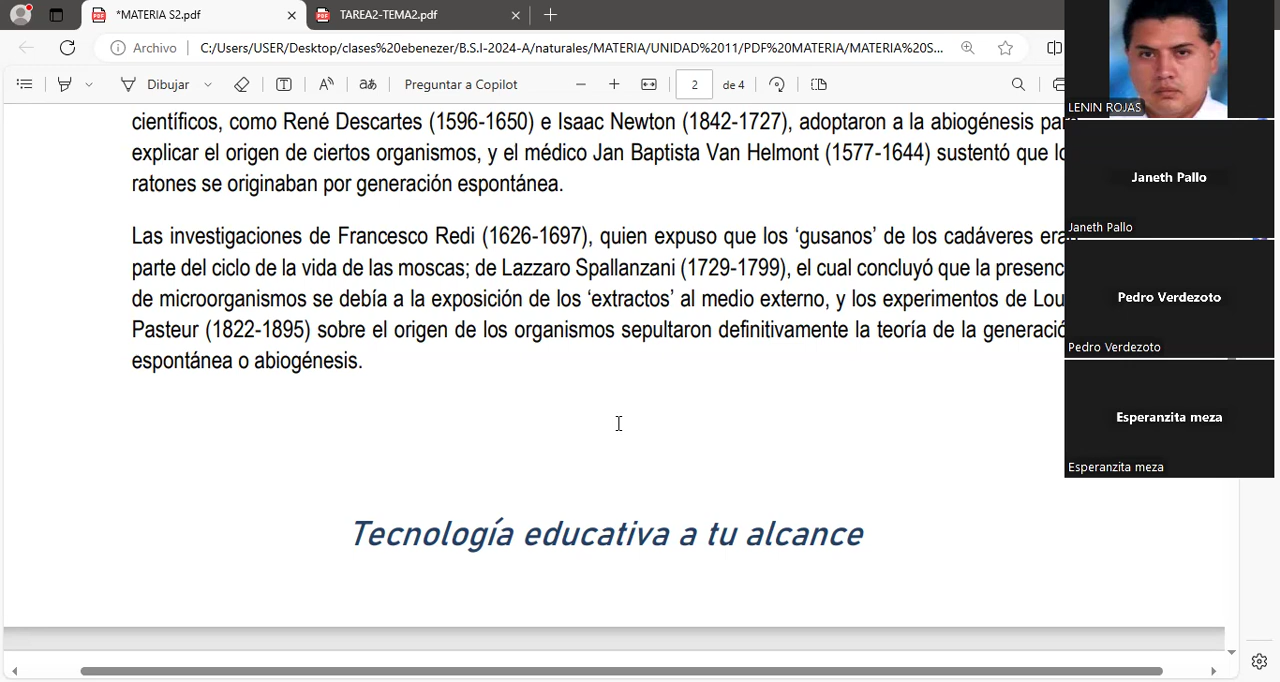 *MATERIA S2.pdf
TAREA2-TEMA2.pdf
Archivo
C:/Users/USER/Desktop/clases%20ebenezer/B.S.I-2024-A/naturales/MATERIA/UNIDAD%2011/PDF%20MATERIA/MATERIA%20S...
Dibujar
Preguntar a Copilot
2
de 4
científicos, como René Descartes (1596-1650) e Isaac Newton (1842-1727), adoptaron a la abiogénesis para
explicar el origen de ciertos organismos, y el médico Jan Baptista Van Helmont (1577-1644) sustentó que lo
ratones se originaban por generación espontánea.
Las investigaciones de Francesco Redi (1626-1697), quien expuso que los ‘gusanos’ de los cadáveres eran
parte del ciclo de la vida de las moscas; de Lazzaro Spallanzani (1729-1799), el cual concluyó que la presenc
de microorganismos se debía a la exposición de los ‘extractos’ al medio externo, y los experimentos de Lou
Pasteur (1822-1895) sobre el origen de los organismos sepultaron definitivamente la teoría de la generació
espontánea o abiogénesis.
Tecnología educativa a tu alcance
LENIN ROJAS
Janeth Pallo
Janeth Pallo
Pedro Verdezoto
Pedro Verdezoto
Esperanzita meza
Esperanzita meza